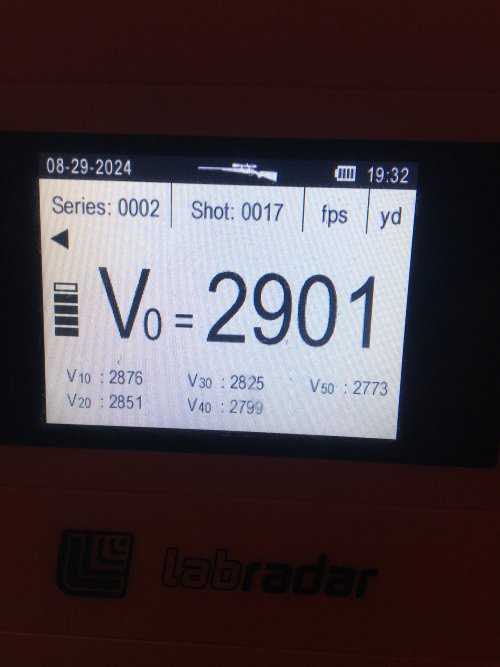 08-29-2024 19:32
Series: 0002 Shot: 0017 fps yd
V0 = 2901
V10 : 2876 V30 : 2825 V50 : 2773
V20 : 2851 V40 : 2799
labradar